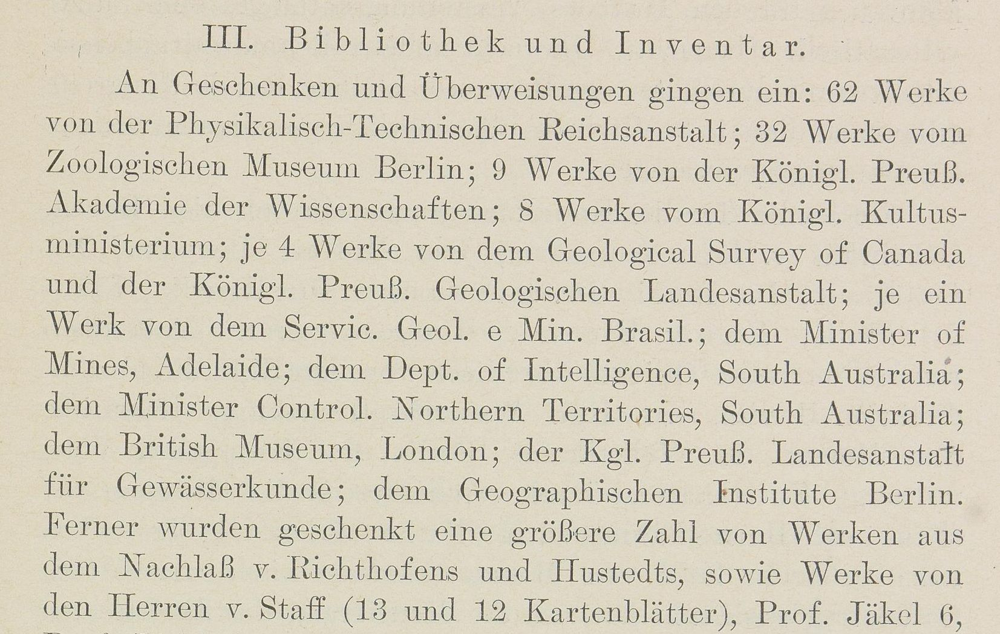 III. Bibliothek und Inventar.
An Geschenken und Überweisungen gingen ein: 62 Werke
von der Physikalisch-Technischen Reichsanstalt; 32 Werke vom
Zoologischen Museum Berlin; 9 Werke von der Königl. Preuß.
Akademie der Wissenschaften; 8 Werke vom Königl. Kultus-
ministerium; je 4 Werke von dem Geological Survey of Canada
und der Königl. Preuß. Geologischen Landesanstalt; je ein
Werk von dem Servic. Geol. e Min. Brasil.; dem Minister of
Mines, Adelaide; dem Dept. of Intelligence, South Australia;
dem Minister Control. Northern Territories, South Australia;
dem British Museum, London; der Kgl. Preuß. Landesanstalt
für Gewässerkunde; dem Geographischen Institute Berlin.
Ferner wurden geschenkt eine größere Zahl von Werken aus
dem Nachlaß v. Richthofens und Hustedts, sowie Werke von
den Herren v. Staff (13 und 12 Kartenblätter), Prof. Jäkel 6,